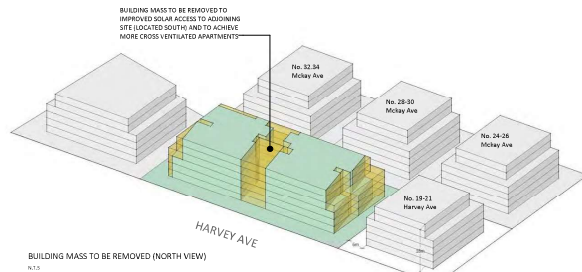 BUILDING MASS TO BE REMOVED TO
IMPROVED SOLAR ACCESS TO ADJOINING
SITE (LOCATED SOUTH) AND TO ACHIEVE
MORE CROSS VENTILATED APARTMENTS
No. 32.34
Mckay Ave
No. 28-30
Mckay Ave
No. 24-26
Mckay Ave
No. 19-21
Harvey Ave
HARVEY AVE
BUILDING MASS TO BE REMOVED (NORTH VIEW)
N.T.S